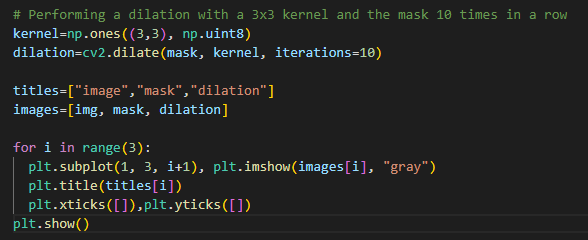 # Performing a dilation with a 3x3 kernel and the mask 10 times in a row
kernel=np.ones((3,3), np.uint8)
dilation=cv2.dilate(mask, kernel, iterations=10)
titles=["image","mask","dilation"]
images=[img, mask, dilation]
for i in range(3):
  plt.subplot(1, 3, i+1), plt.imshow(images[i], "gray")
  plt.title(titles[i])
  plt.xticks([]),plt.yticks([])
plt.show()